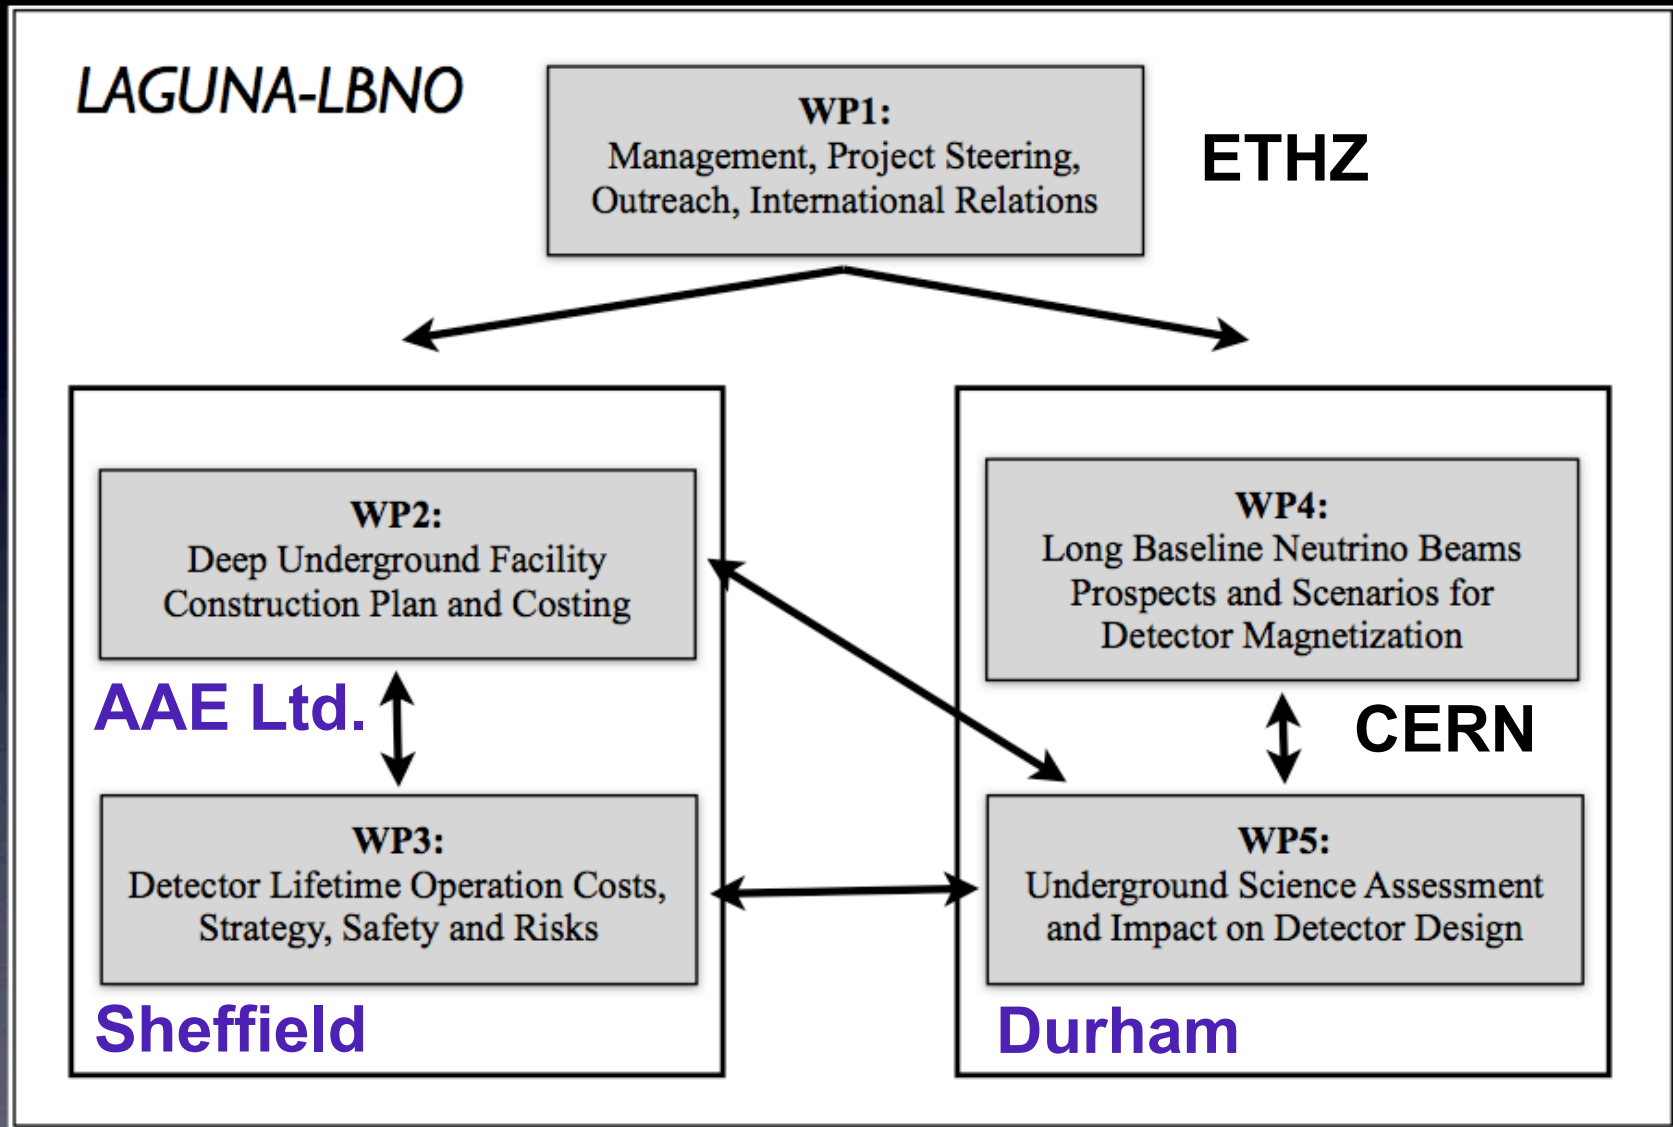 LAGUNA-LBNO
WP1:
Management, Project Steering,
Outreach, International Relations
ETHZ
WP2:
Deep Underground Facility
Construction Plan and Costing
AAE Ltd.
WP3:
Detector Lifetime Operation Costs,
Strategy, Safety and Risks
Sheffield
WP4:
Long Baseline Neutrino Beams
Prospects and Scenarios for
Detector Magnetization
CERN
WP5:
Underground Science Assessment
and Impact on Detector Design
Durham